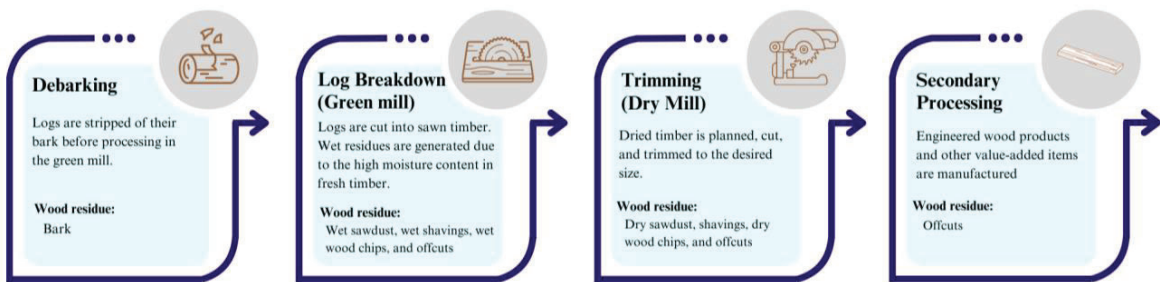 Debarking
Logs are stripped of their
bark before processing in
the green mill.
Wood residue:
Bark
Log Breakdown
(Green mill)
Logs are cut into sawn timber.
Wet residues are generated due
to the high moisture content in
fresh timber.
Wood residue:
Wet sawdust, wet shavings, wet
wood chips, and offcuts
Trimming
(Dry Mill)
Dried timber is planned, cut,
and trimmed to the desired
size.
Wood residue:
Dry sawdust, shavings, dry
wood chips, and offcuts
Secondary
Processing
Engineered wood products
and other value-added items
are manufactured
Wood residue:
Offcuts